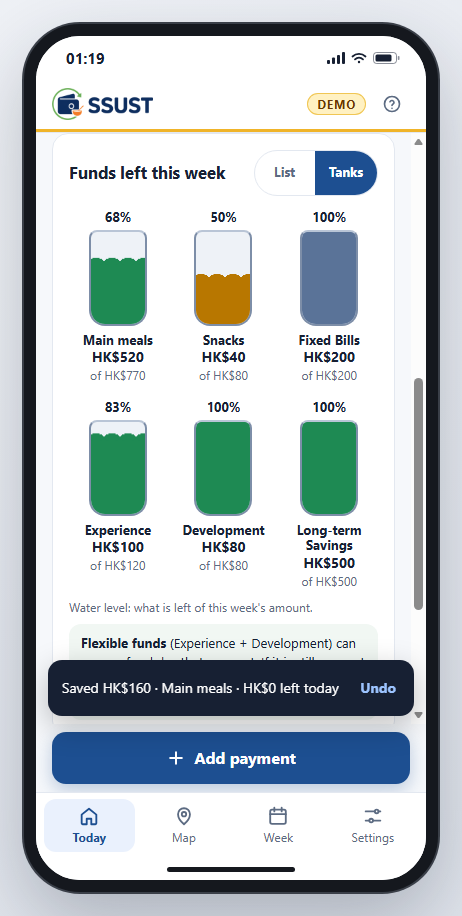 01:19
SSUST
DEMO
Funds left this week
List
Tanks
68%
50%
100%
Main meals
HK$520
of HK$770
Snacks
HK$40
of HK$80
Fixed Bills
HK$200
of HK$200
83%
100%
100%
Experience
HK$100
of HK$120
Development
HK$80
of HK$80
Long-term
Savings
HK$500
of HK$500
Water level: what is left of this week's amount.
Flexible funds (Experience + Development) can
Saved HK$160 · Main meals · HK$0 left today
Undo
+ Add payment
Today
Map
Week
Settings